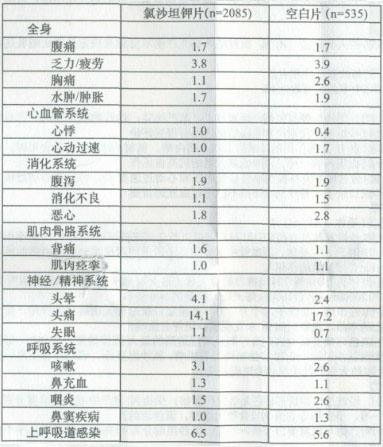 氯沙坦钾片(n=2085) 空白片(n=535)
全身
腹痛 1.7 1.7
乏力/疲劳 3.8 3.9
胸痛 1.1 2.6
水肿/肿胀 1.7 1.9
心血管系统
心悸 1.0 0.4
心动过速 1.0 1.7
消化系统
腹泻 1.9 1.9
消化不良 1.1 1.5
恶心 1.8 2.8
肌肉骨胳系统
背痛 1.6 1.1
肌肉痉挛 1.0 1.1
神经/精神系统
头晕 4.1 2.4
头痛 14.1 17.2
失眠 1.1 0.7
呼吸系统
咳嗽 3.1 2.6
鼻充血 1.3 1.1
咽炎 1.5 2.6
鼻窦疾病 1.0 1.3
上呼吸道感染 6.5 5.6